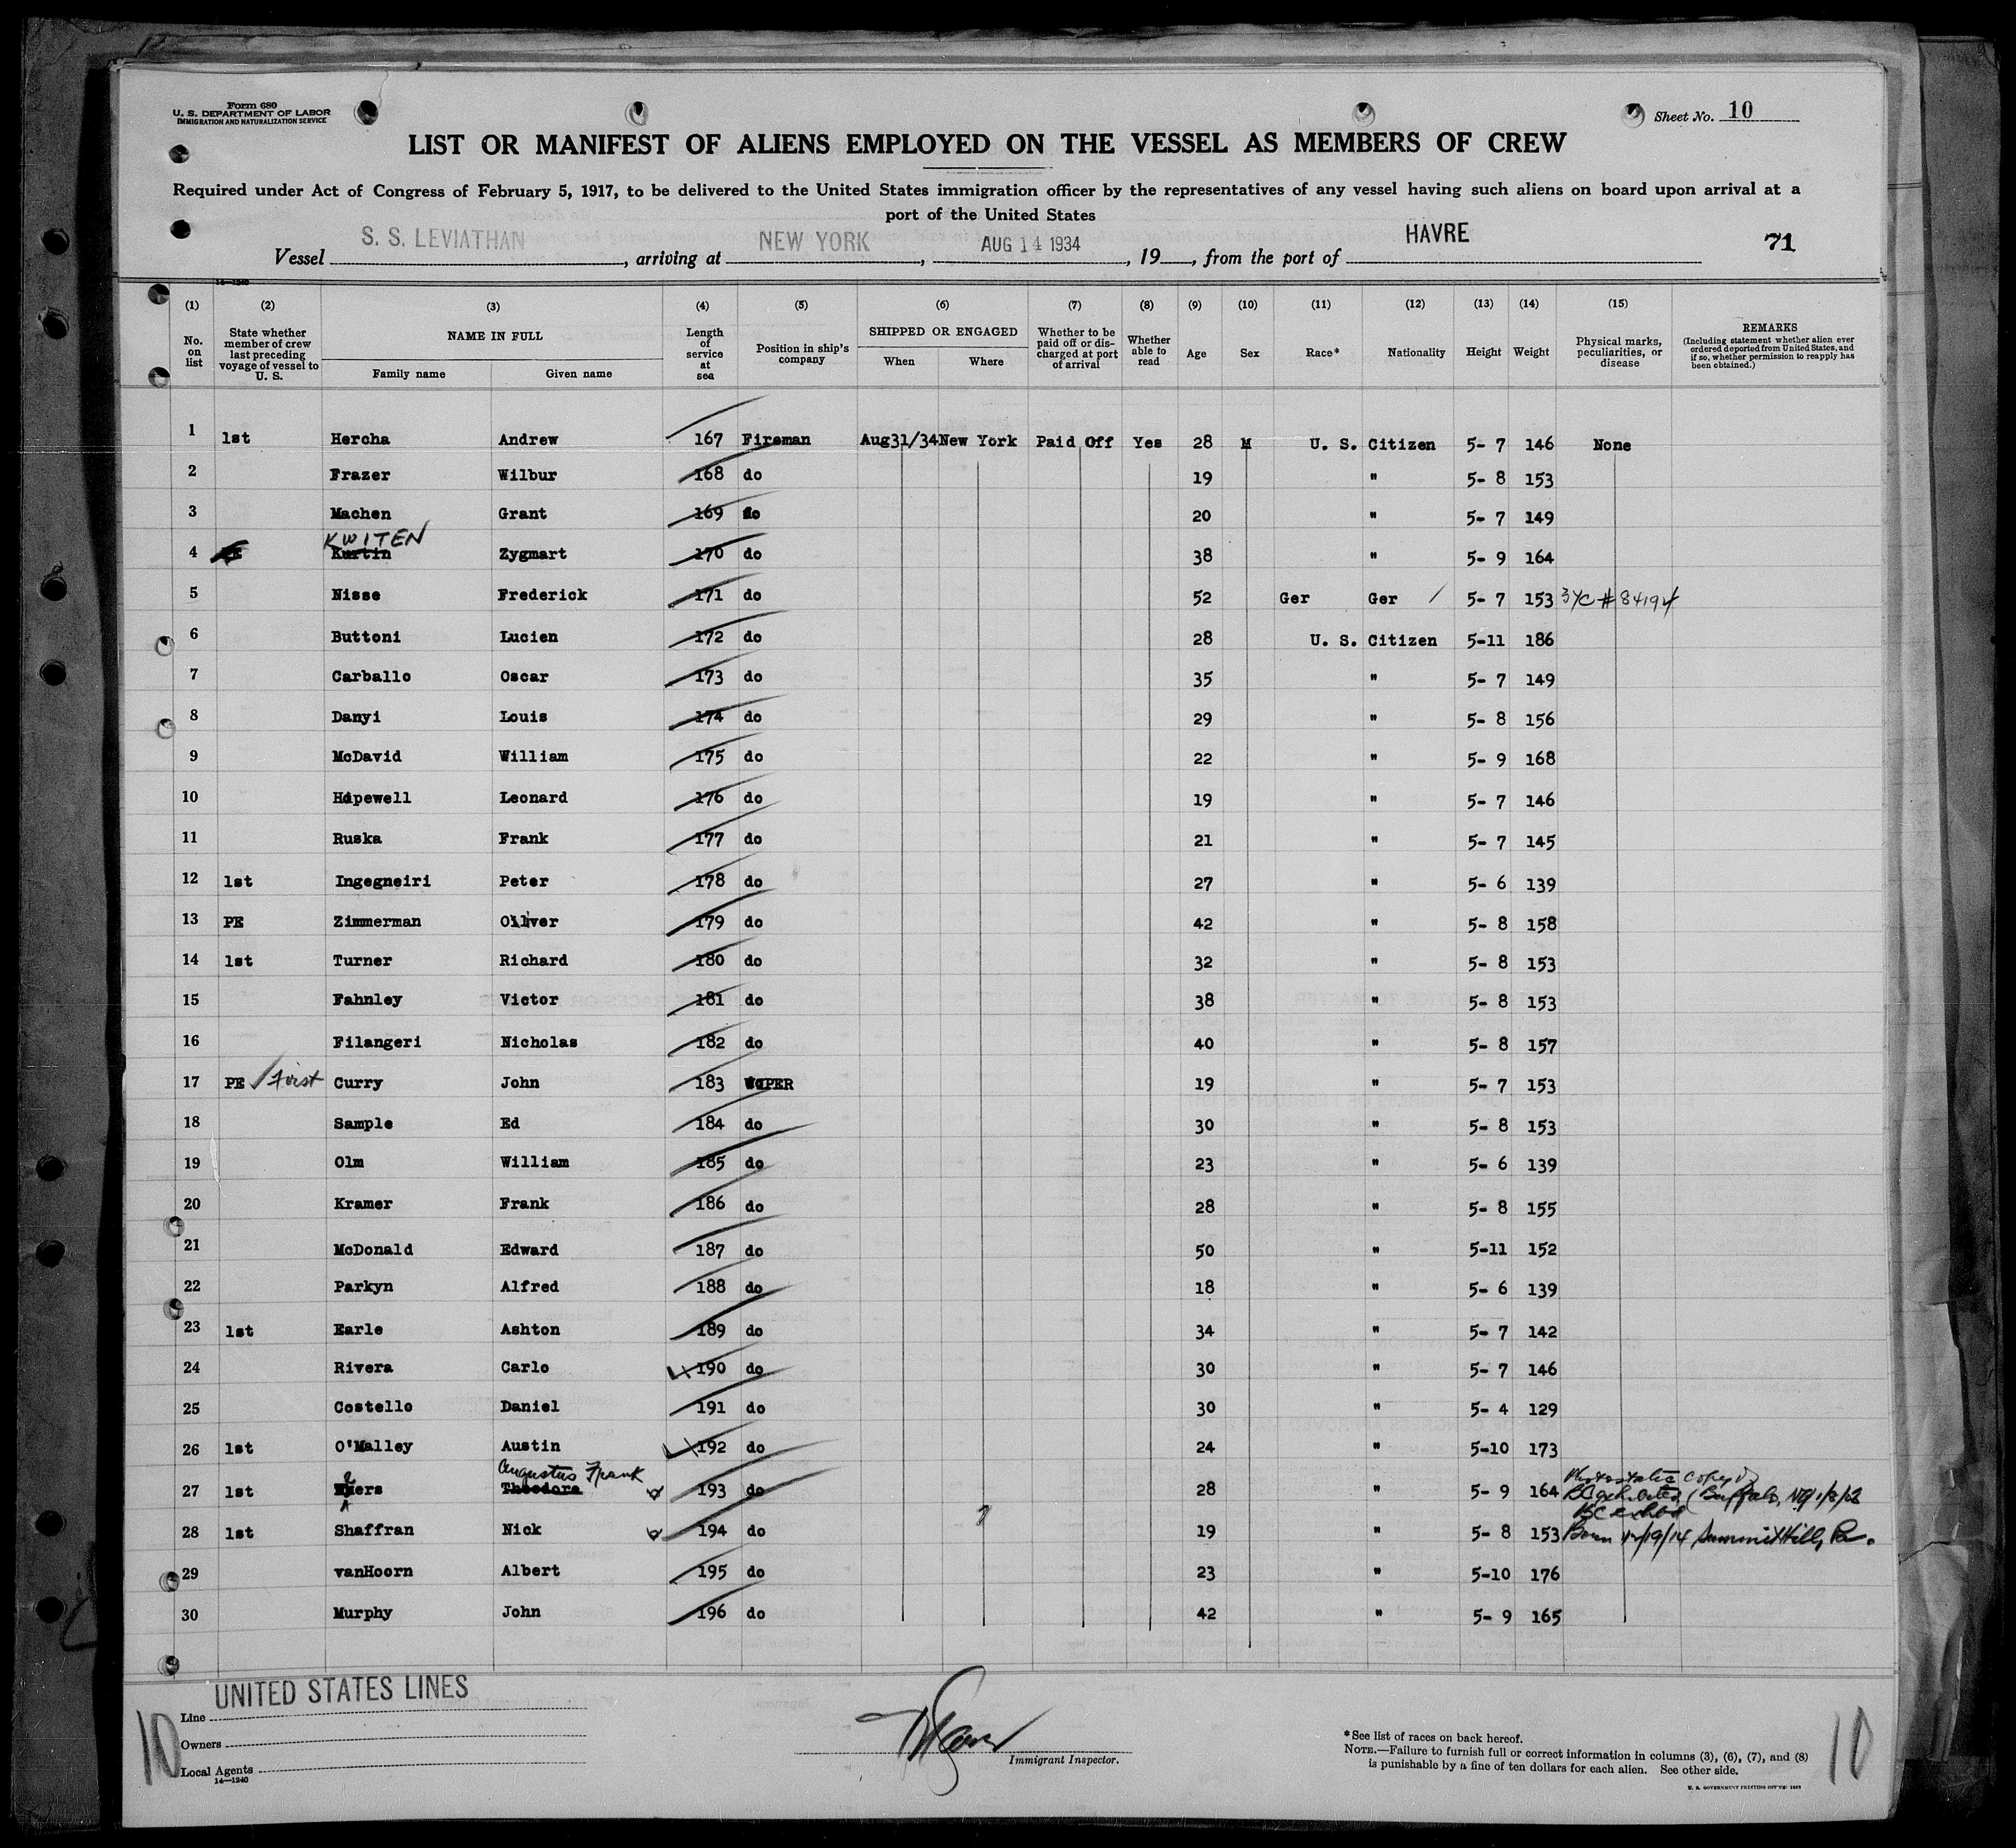 Form 680
U. S. DEPARTMENT OF LABOR
IMMIGRATION AND NATURALIZATION SERVICE
Sheet No. 10
LIST OR MANIFEST OF ALIENS EMPLOYED ON THE VESSEL AS MEMBERS OF CREW
Required under Act of Congress of February 5, 1917, to be delivered to the United States immigration officer by the representatives of any vessel having such aliens on board upon arrival at a
port of the United States
Vessel S. S. LEVIATHAN, arriving at NEW YORK, AUG 14 1934, 19, from the port of HAVRE 71
14—1240
(1) (2) (3) (4) (5) (6) (7) (8) (9) (10) (11) (12) (13) (14) (15)
No. on list State whether member of crew last preceding voyage of vessel to U. S. NAME IN FULL Family name Given name Length of service at sea Position in ship's company SHIPPED OR ENGAGED When Where Whether to be paid off or discharged at port of arrival Whether able to read Age Sex Race* Nationality Height Weight Physical marks, peculiarities, or disease REMARKS (Including statement whether alien ever ordered deported from United States, and if so, whether permission to reapply has been obtained.)
1 1st Hercha Andrew 167 Fireman Aug31/34 New York Paid Off Yes 28 M U. S. Citizen 5- 7 146 None
2 Frazer Wilbur 168 do 19 " 5- 8 153
3 Machen Grant 169 do 20 " 5- 7 149
KWITEN
4 Kurtin Zygmart 170 do 38 " 5- 9 164
5 Nisse Frederick 171 do 52 Ger Ger / 5- 7 153 #84194
6 Buttoni Lucien 172 do 28 U. S. Citizen 5-11 186
7 Carballo Oscar 173 do 35 " 5- 7 149
8 Danyi Louis 174 do 29 " 5- 8 156
9 McDavid William 175 do 22 " 5- 9 168
10 Hopewell Leonard 176 do 19 " 5- 7 146
11 Ruska Frank 177 do 21 " 5- 7 145
12 1st Ingegneiri Peter 178 do 27 " 5- 6 139
13 PE Zimmerman Oliver 179 do 42 " 5- 8 158
14 1st Turner Richard 180 do 32 " 5- 8 153
15 Fahnley Victor 181 do 38 " 5- 8 153
16 Filangeri Nicholas 182 do 40 " 5- 8 157
17 PE First Curry John 183 WIPER 19 " 5- 7 153
18 Sample Ed 184 do 30 " 5- 8 153
19 Olm William 185 do 23 " 5- 6 139
20 Kramer Frank 186 do 28 " 5- 8 155
21 McDonald Edward 187 do 50 " 5-11 152
22 Parkyn Alfred 188 do 18 " 5- 6 139
23 1st Earle Ashton 189 do 34 " 5- 7 142
24 Rivera Carlo 190 do 30 " 5- 7 146
25 Costello Daniel 191 do 30 " 5- 4 129
26 1st O'Malley Austin 192 do 24 " 5-10 173
Augustus Frank Photostatic copy of
27 1st Theodore 193 do 28 " 5- 9 164 BC exhibited (Buffalo, NY
28 1st Shaffran Nick 194 do 19 " 5- 8 153 Born 12/19/14 Summit Hill, Pa.
29 vanHoorn Albert 195 do 23 " 5-10 176
30 Murphy John 196 do 42 " 5- 9 165
Line UNITED STATES LINES
Owners
Local Agents
14—1240
10
Immigrant Inspector.
*See list of races on back hereof.
NOTE.—Failure to furnish full or correct information in columns (3), (6), (7), and (8)
is punishable by a fine of ten dollars for each alien. See other side.
10